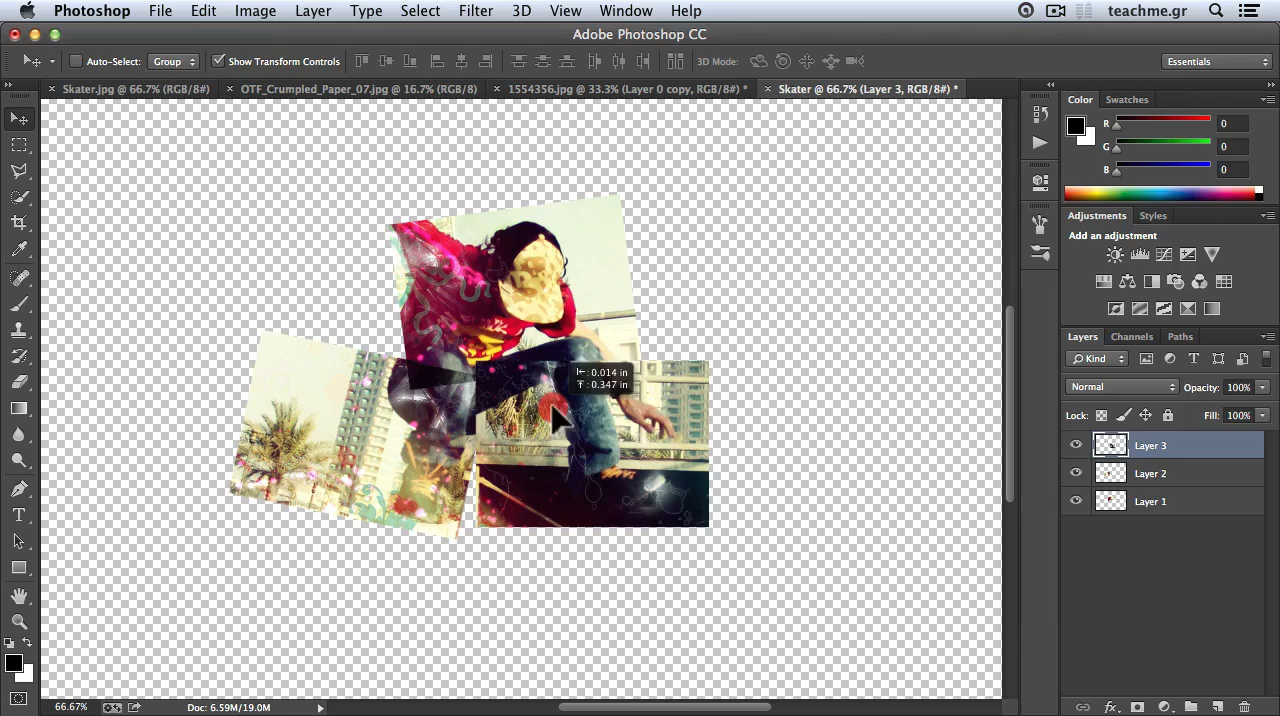 Photoshop File Edit Image Layer Type Select Filter 3D View Window Help teachme.gr
Adobe Photoshop CC
Auto-Select: Group Show Transform Controls 3D Mode: Essentials
Skater.jpg @ 66.7% (RGB/8#) OTF_Crumpled_Paper_07.jpg @ 16.7% (RGB/8) 1554356.jpg @ 33.3% (Layer 0 copy, RGB/8#) * Skater @ 66.7% (Layer 3, RGB/8#) *
Color Swatches
R 0
G 0
B 0
Adjustments Styles
Add an adjustment
Layers Channels Paths
Kind
Normal Opacity: 100%
Lock: Fill: 100%
Layer 3
Layer 2
Layer 1
: 0.014 in
: 0.347 in
66.67% Doc: 6.59M/19.0M